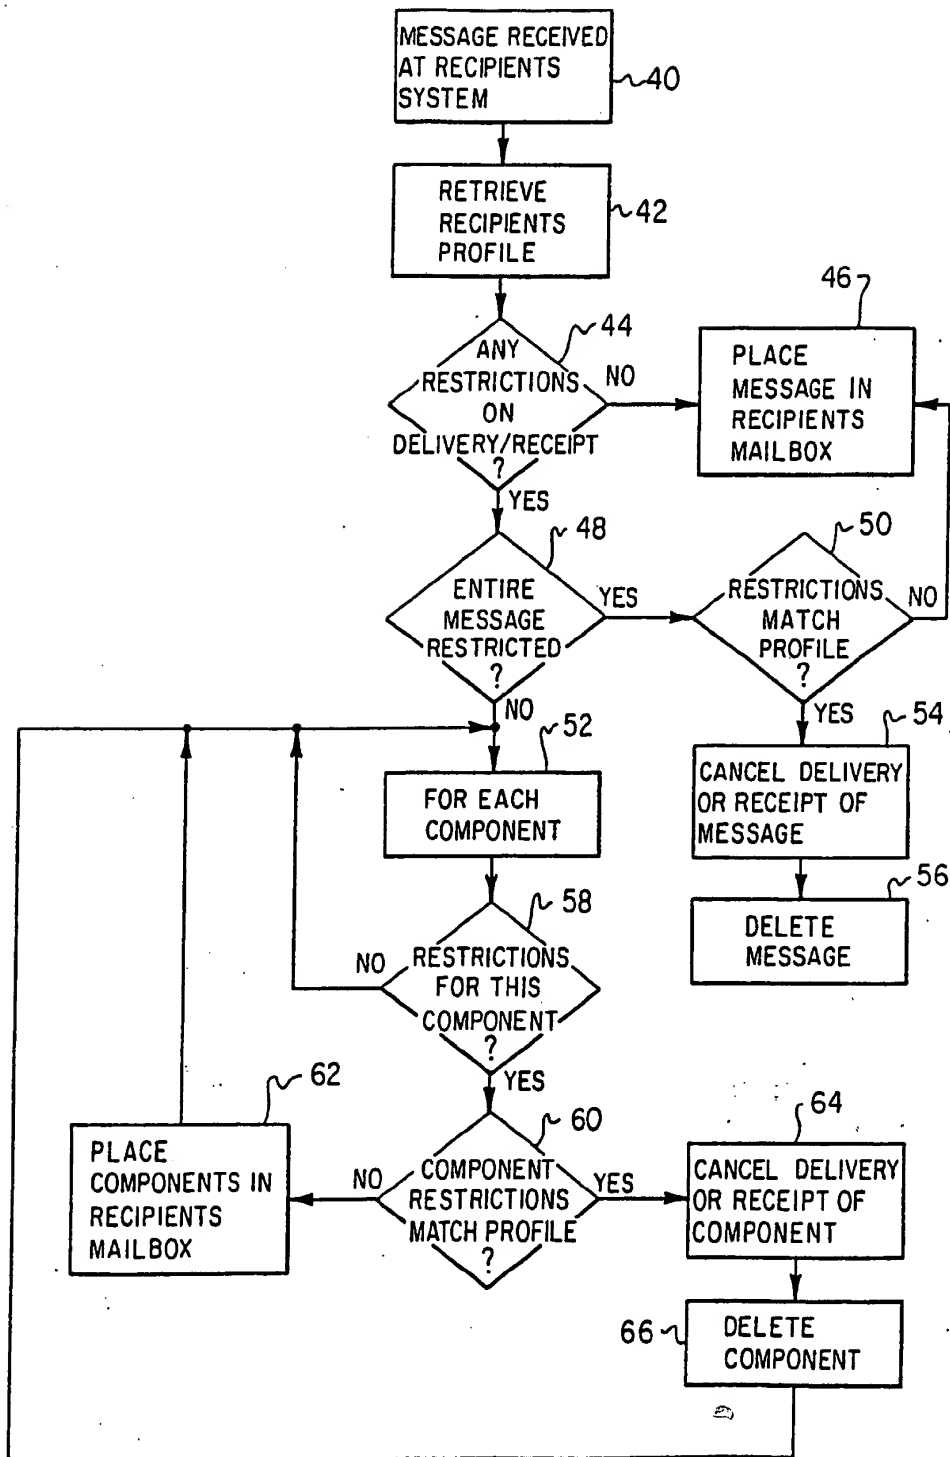 MESSAGE RECEIVED
AT RECIPIENTS
SYSTEM
40
RETRIEVE
RECIPIENTS
PROFILE
42
46
44
ANY
RESTRICTIONS
ON
DELIVERY/RECEIPT
?
NO
PLACE
MESSAGE IN
RECIPIENTS
MAILBOX
YES
48
50
ENTIRE
MESSAGE
RESTRICTED
?
YES
RESTRICTIONS
MATCH
PROFILE
?
NO
NO
YES
52
54
FOR EACH
COMPONENT
CANCEL DELIVERY
OR RECEIPT OF
MESSAGE
56
DELETE
MESSAGE
58
NO
RESTRICTIONS
FOR THIS
COMPONENT
?
YES
62
60
64
PLACE
COMPONENTS IN
RECIPIENTS
MAILBOX
NO
COMPONENT
RESTRICTIONS
MATCH PROFILE
?
YES
CANCEL DELIVERY
OR RECEIPT OF
COMPONENT
66
DELETE
COMPONENT